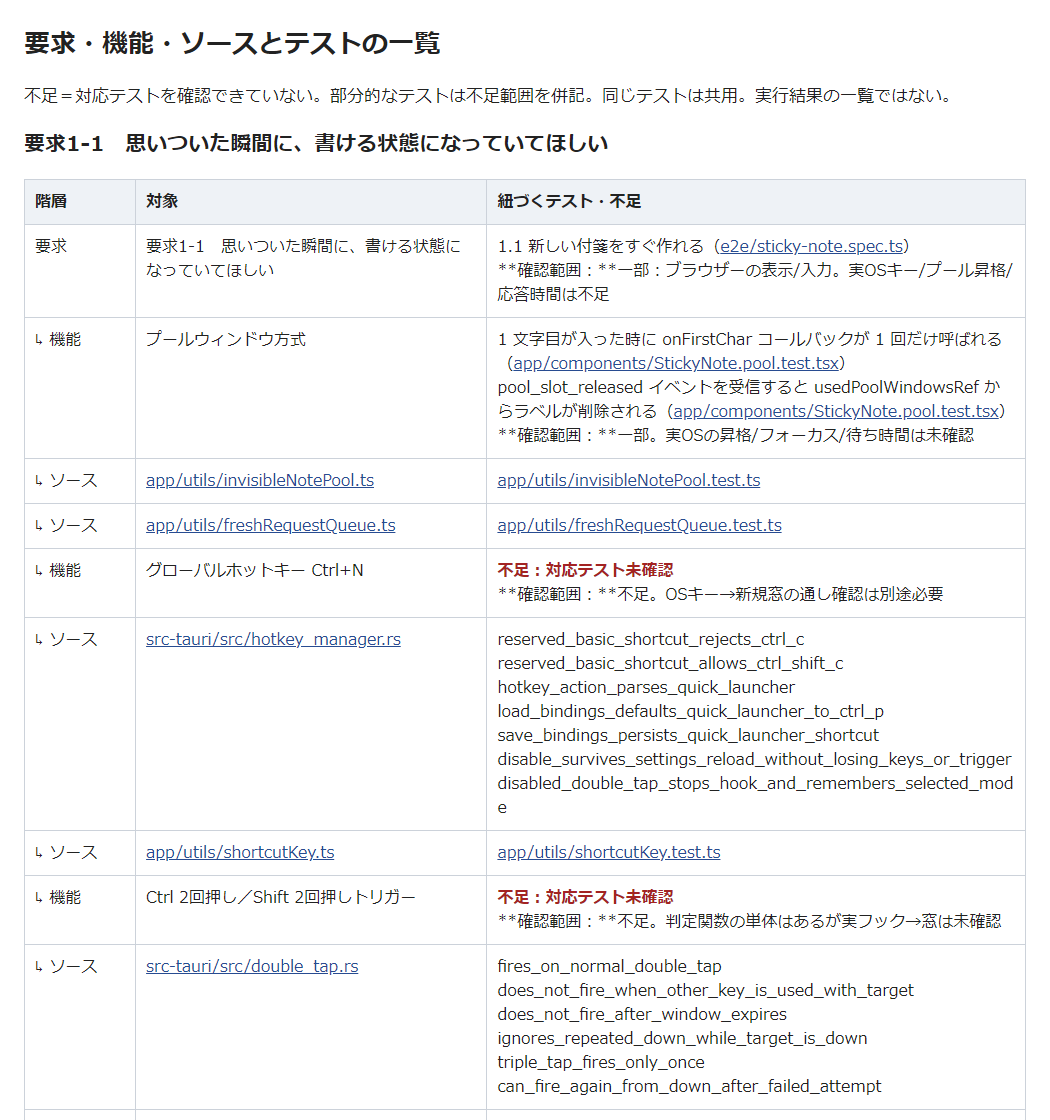 要求・機能・ソースとテストの一覧
不足＝対応テストを確認できていない。部分的なテストは不足範囲を併記。同じテストは共用。実行結果の一覧ではない。
要求1-1　思いついた瞬間に、書ける状態になっていてほしい
階層　対象　紐づくテスト・不足
要求
要求1-1　思いついた瞬間に、書ける状態に
なっていてほしい
1.1 新しい付箋をすぐ作れる（e2e/sticky-note.spec.ts）
**確認範囲：**一部：ブラウザーの表示/入力。実OSキー/プール昇格/
応答時間は不足
↳ 機能
プールウィンドウ方式
1 文字目が入った時に onFirstChar コールバックが 1 回だけ呼ばれる
（app/components/StickyNote.pool.test.tsx）
pool_slot_released イベントを受信すると usedPoolWindowsRef か
らラベルが削除される（app/components/StickyNote.pool.test.tsx）
**確認範囲：**一部。実OSの昇格/フォーカス/待ち時間は未確認
↳ ソース　app/utils/invisibleNotePool.ts　app/utils/invisibleNotePool.test.ts
↳ ソース　app/utils/freshRequestQueue.ts　app/utils/freshRequestQueue.test.ts
↳ 機能
グローバルホットキー Ctrl+N
不足：対応テスト未確認
**確認範囲：**不足。OSキー→新規窓の通し確認は別途必要
↳ ソース
src-tauri/src/hotkey_manager.rs
reserved_basic_shortcut_rejects_ctrl_c
reserved_basic_shortcut_allows_ctrl_shift_c
hotkey_action_parses_quick_launcher
load_bindings_defaults_quick_launcher_to_ctrl_p
save_bindings_persists_quick_launcher_shortcut
disable_survives_settings_reload_without_losing_keys_or_trigger
disabled_double_tap_stops_hook_and_remembers_selected_mod
e
↳ ソース　app/utils/shortcutKey.ts　app/utils/shortcutKey.test.ts
↳ 機能
Ctrl 2回押し／Shift 2回押しトリガー
不足：対応テスト未確認
**確認範囲：**不足。判定関数の単体はあるが実フック→窓は未確認
↳ ソース
src-tauri/src/double_tap.rs
fires_on_normal_double_tap
does_not_fire_when_other_key_is_used_with_target
does_not_fire_after_window_expires
ignores_repeated_down_while_target_is_down
triple_tap_fires_only_once
can_fire_again_from_down_after_failed_attempt